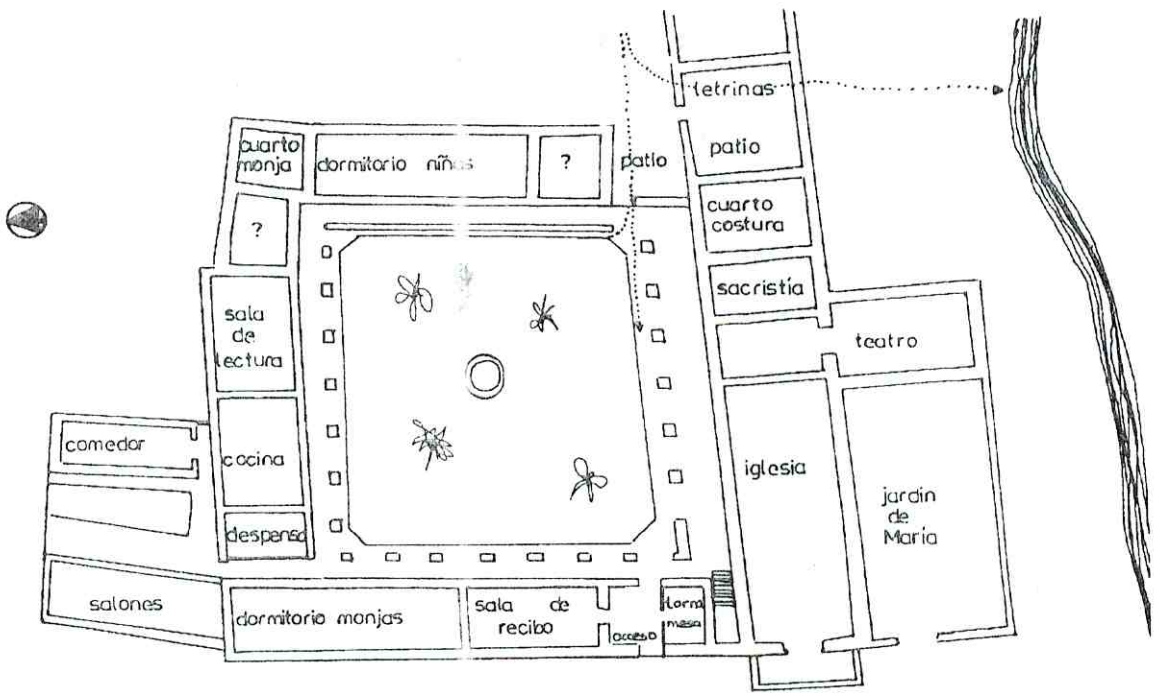 letrinas
cuarto
monja
dormitorio niñas
?
patio
patio
?
cuarto
costura
sacristía
sala
de
lectura
teatro
comedor
cocina
iglesia
jardín
de
María
despensa
salones
dormitorio monjas
sala de
recibo
acceso
mesa